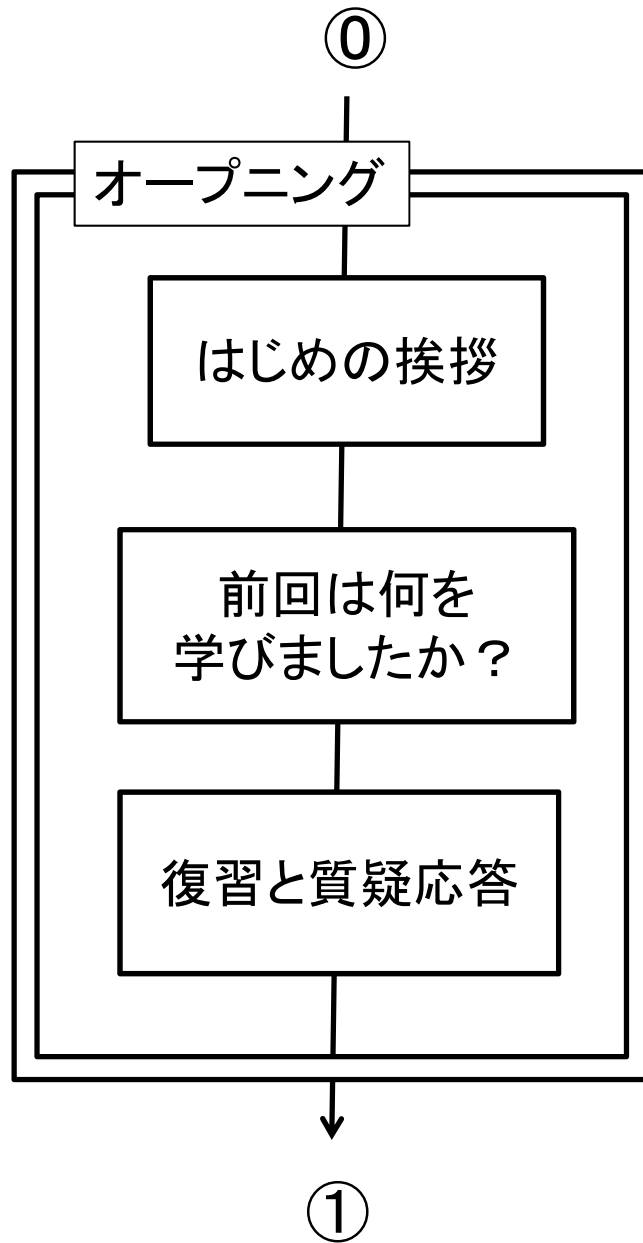 ⓪
オープニング
はじめの挨拶
前回は何を
学びましたか？
復習と質疑応答
①